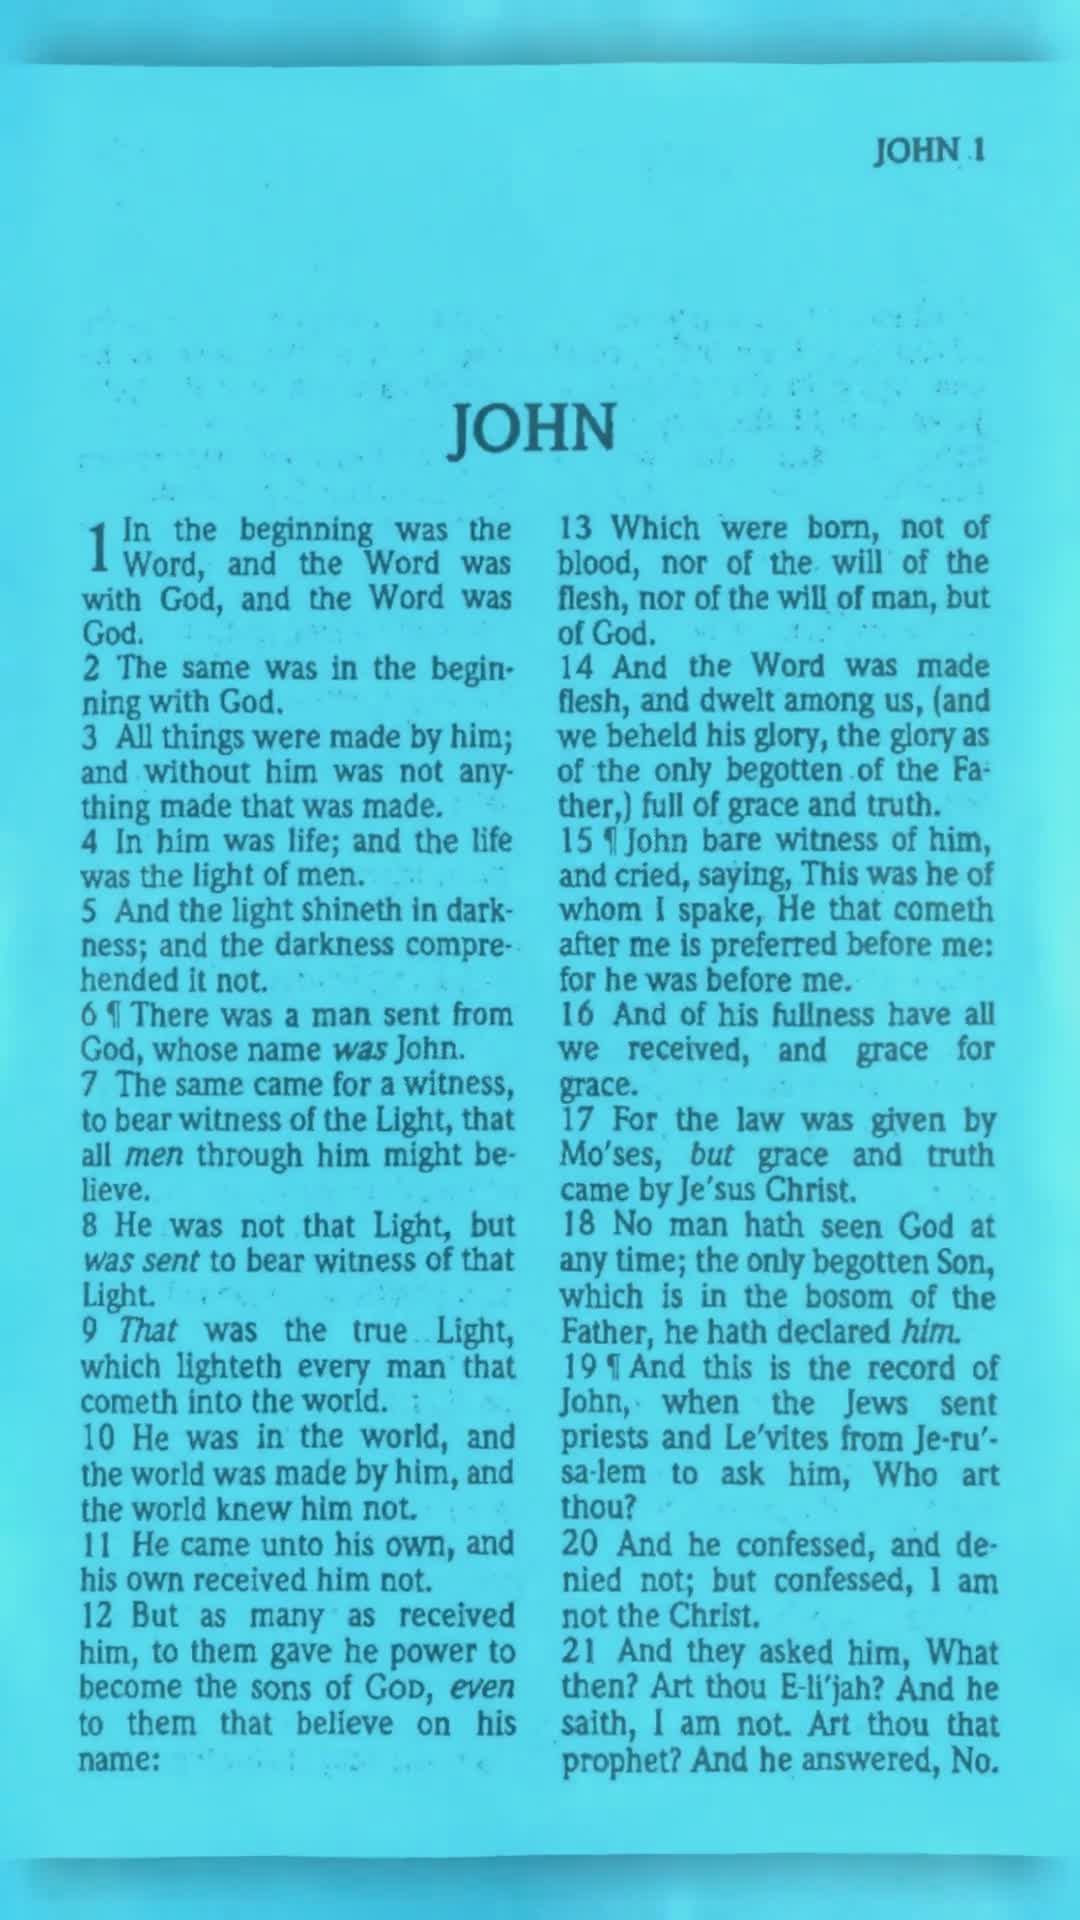 JOHN 1
JOHN
1 In the beginning was the
Word, and the Word was
with God, and the Word was
God.
2 The same was in the begin-
ning with God.
3 All things were made by him;
and without him was not any-
thing made that was made.
4 In him was life; and the life
was the light of men.
5 And the light shineth in dark-
ness; and the darkness compre-
hended it not.
6 ¶ There was a man sent from
God, whose name was John.
7 The same came for a witness,
to bear witness of the Light, that
all men through him might be-
lieve.
8 He was not that Light, but
was sent to bear witness of that
Light.
9 That was the true Light,
which lighteth every man that
cometh into the world.
10 He was in the world, and
the world was made by him, and
the world knew him not.
11 He came unto his own, and
his own received him not.
12 But as many as received
him, to them gave he power to
become the sons of GOD, even
to them that believe on his
name:
13 Which were born, not of
blood, nor of the will of the
flesh, nor of the will of man, but
of God.
14 And the Word was made
flesh, and dwelt among us, (and
we beheld his glory, the glory as
of the only begotten of the Fa-
ther,) full of grace and truth.
15 ¶ John bare witness of him,
and cried, saying, This was he of
whom I spake, He that cometh
after me is preferred before me:
for he was before me.
16 And of his fullness have all
we received, and grace for
grace.
17 For the law was given by
Mo′ses, but grace and truth
came by Je′sus Christ.
18 No man hath seen God at
any time; the only begotten Son,
which is in the bosom of the
Father, he hath declared him.
19 ¶ And this is the record of
John, when the Jews sent
priests and Le′vites from Je-ru′-
sa-lem to ask him, Who art
thou?
20 And he confessed, and de-
nied not; but confessed, I am
not the Christ.
21 And they asked him, What
then? Art thou E-li′jah? And he
saith, I am not. Art thou that
prophet? And he answered, No.